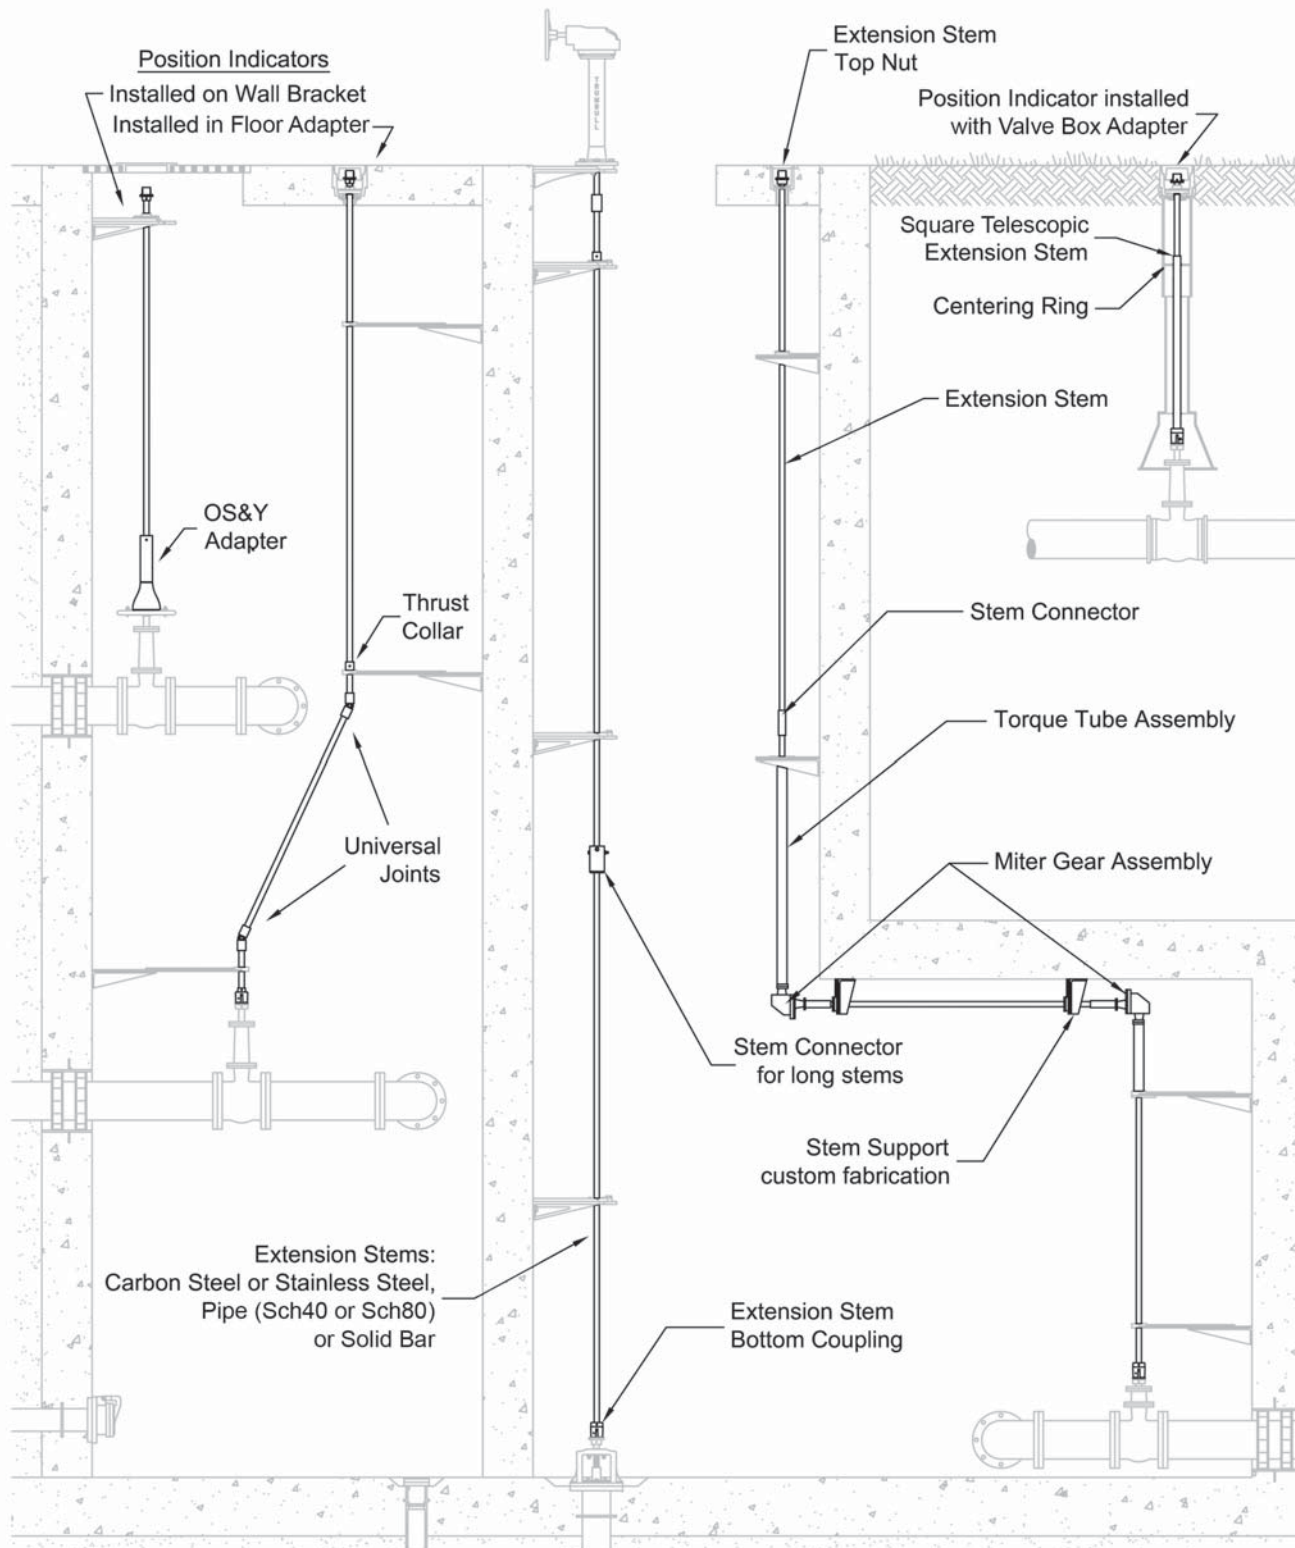 Position Indicators
Installed on Wall Bracket
Installed in Floor Adapter
TRUMBULL
Extension Stem
Top Nut
Position Indicator installed
with Valve Box Adapter
Square Telescopic
Extension Stem
Centering Ring
Extension Stem
OS&Y
Adapter
Thrust
Collar
Stem Connector
Torque Tube Assembly
Universal
Joints
Miter Gear Assembly
Stem Connector
for long stems
Stem Support
custom fabrication
Extension Stems:
Carbon Steel or Stainless Steel,
Pipe (Sch40 or Sch80)
or Solid Bar
Extension Stem
Bottom Coupling